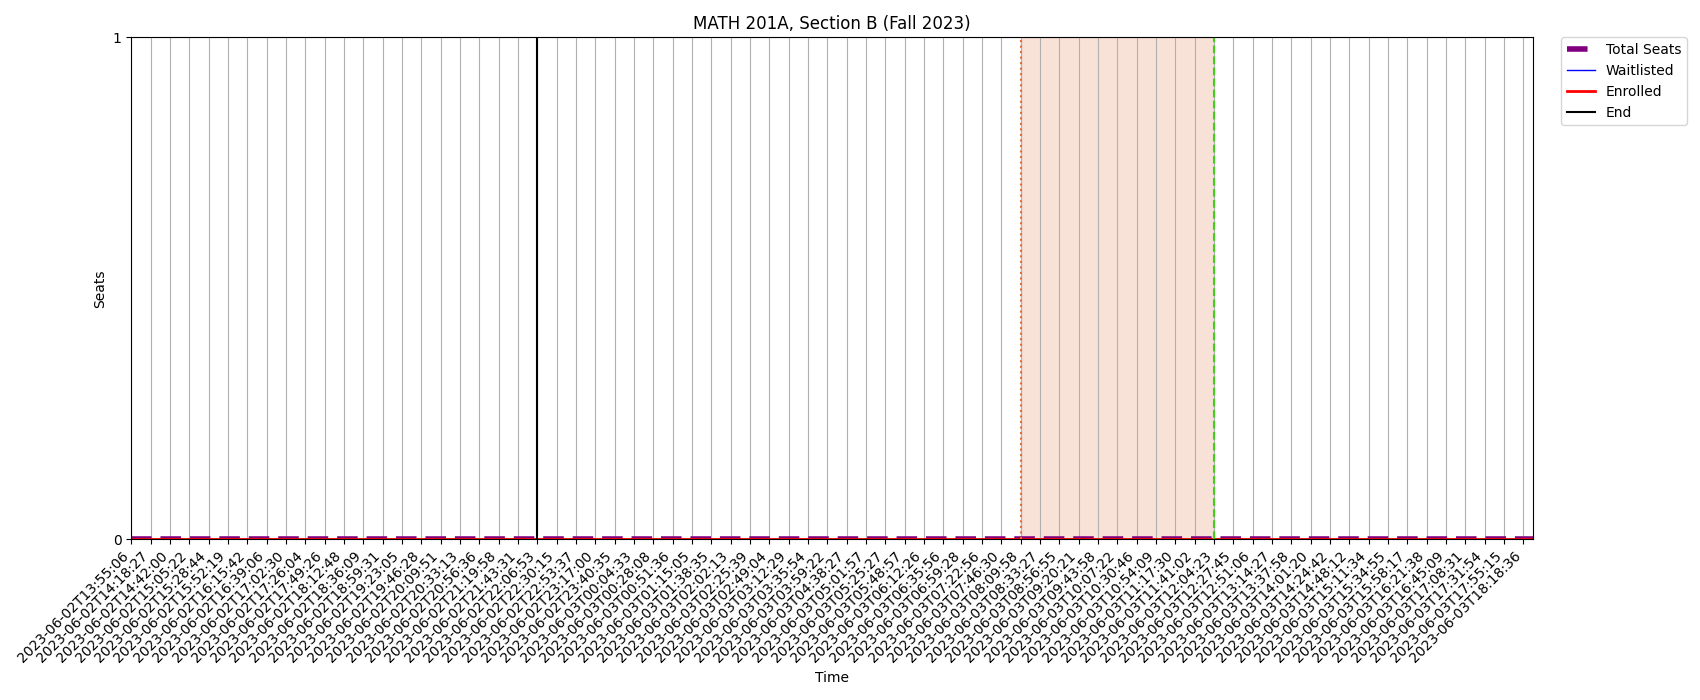 MATH 201A, Section B (Fall 2023)
1
0
Seats
2023-06-02T13:55:06
2023-06-02T14:18:27
2023-06-02T14:42:00
2023-06-02T15:05:22
2023-06-02T15:28:44
2023-06-02T15:52:19
2023-06-02T16:15:42
2023-06-02T16:39:06
2023-06-02T17:02:30
2023-06-02T17:26:04
2023-06-02T17:49:26
2023-06-02T18:12:48
2023-06-02T18:36:09
2023-06-02T18:59:31
2023-06-02T19:23:05
2023-06-02T19:46:28
2023-06-02T20:09:51
2023-06-02T20:33:13
2023-06-02T20:56:36
2023-06-02T21:19:58
2023-06-02T21:43:31
2023-06-02T22:06:53
2023-06-02T22:30:15
2023-06-02T22:53:37
2023-06-02T23:17:00
2023-06-02T23:40:35
2023-06-03T00:04:33
2023-06-03T00:28:08
2023-06-03T00:51:36
2023-06-03T01:15:05
2023-06-03T01:38:35
2023-06-03T02:02:13
2023-06-03T02:25:39
2023-06-03T02:49:04
2023-06-03T03:12:29
2023-06-03T03:35:54
2023-06-03T03:59:22
2023-06-03T04:38:27
2023-06-03T05:01:57
2023-06-03T05:25:27
2023-06-03T05:48:57
2023-06-03T06:12:26
2023-06-03T06:35:56
2023-06-03T06:59:28
2023-06-03T07:22:56
2023-06-03T07:46:30
2023-06-03T08:09:58
2023-06-03T08:33:27
2023-06-03T08:56:55
2023-06-03T09:20:21
2023-06-03T09:43:58
2023-06-03T10:07:22
2023-06-03T10:30:46
2023-06-03T10:54:09
2023-06-03T11:17:30
2023-06-03T11:41:02
2023-06-03T12:04:23
2023-06-03T12:27:45
2023-06-03T12:51:06
2023-06-03T13:14:27
2023-06-03T13:37:58
2023-06-03T14:01:20
2023-06-03T14:24:42
2023-06-03T14:48:12
2023-06-03T15:11:34
2023-06-03T15:34:55
2023-06-03T15:58:17
2023-06-03T16:21:38
2023-06-03T16:45:09
2023-06-03T17:08:31
2023-06-03T17:31:54
2023-06-03T17:55:15
2023-06-03T18:18:36
Time
Total Seats
Waitlisted
Enrolled
End